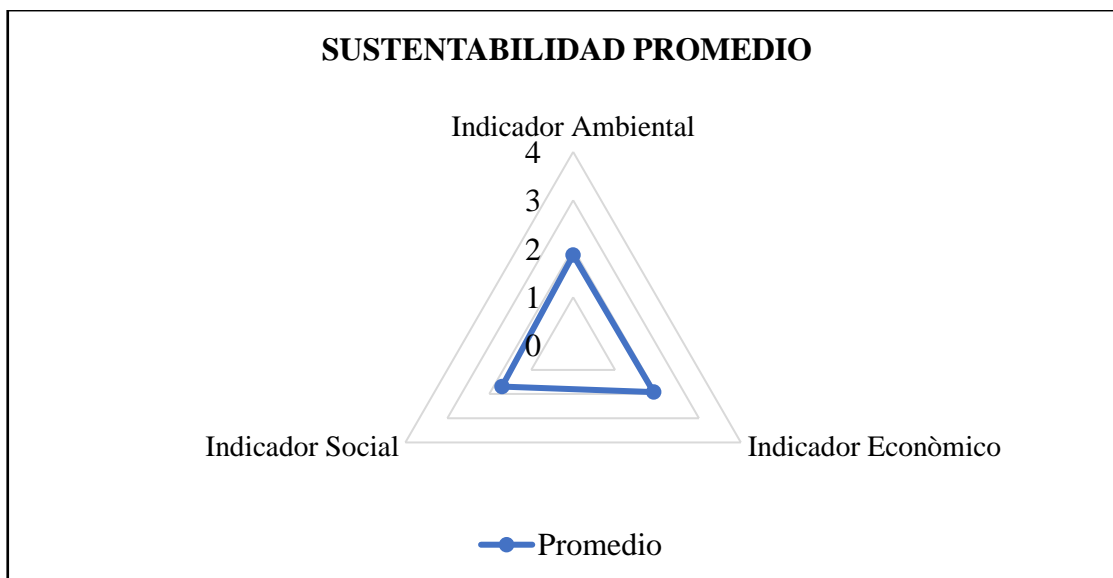 SUSTENTABILIDAD PROMEDIO
Indicador Ambiental
4
3
2
1
0
Indicador Social
Indicador Econòmico
Promedio